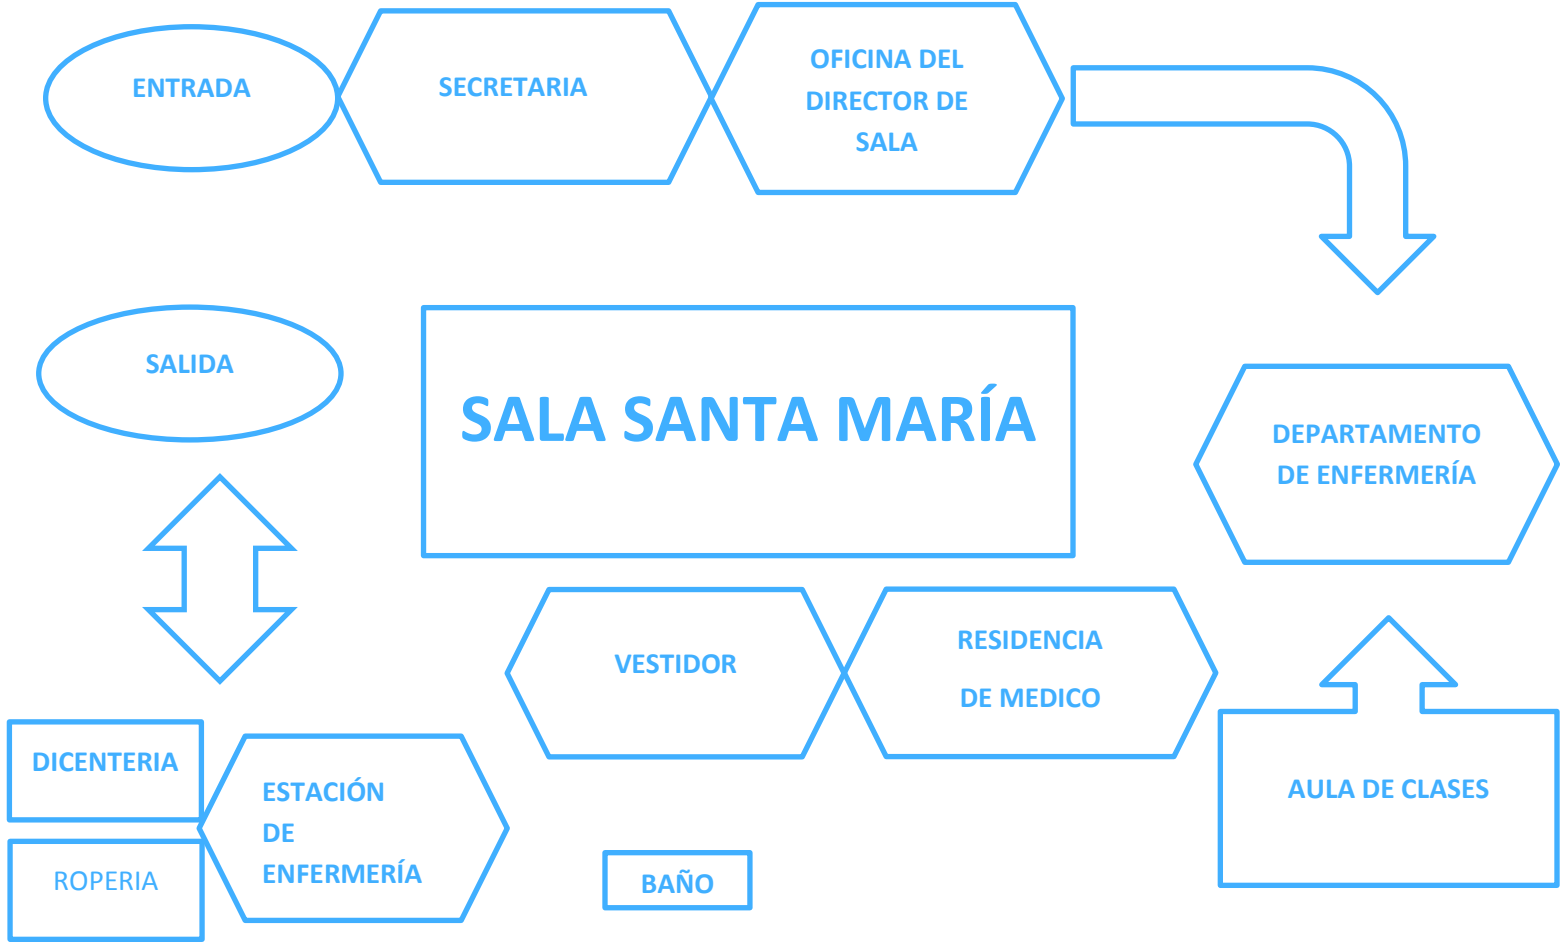 ENTRADA
SECRETARIA
OFICINA DEL
DIRECTOR DE
SALA
SALIDA
SALA SANTA MARÍA
DEPARTAMENTO
DE ENFERMERÍA
VESTIDOR
RESIDENCIA
DE MEDICO
DICENTERIA
ESTACIÓN
DE
ENFERMERÍA
ROPERIA
BAÑO
AULA DE CLASES